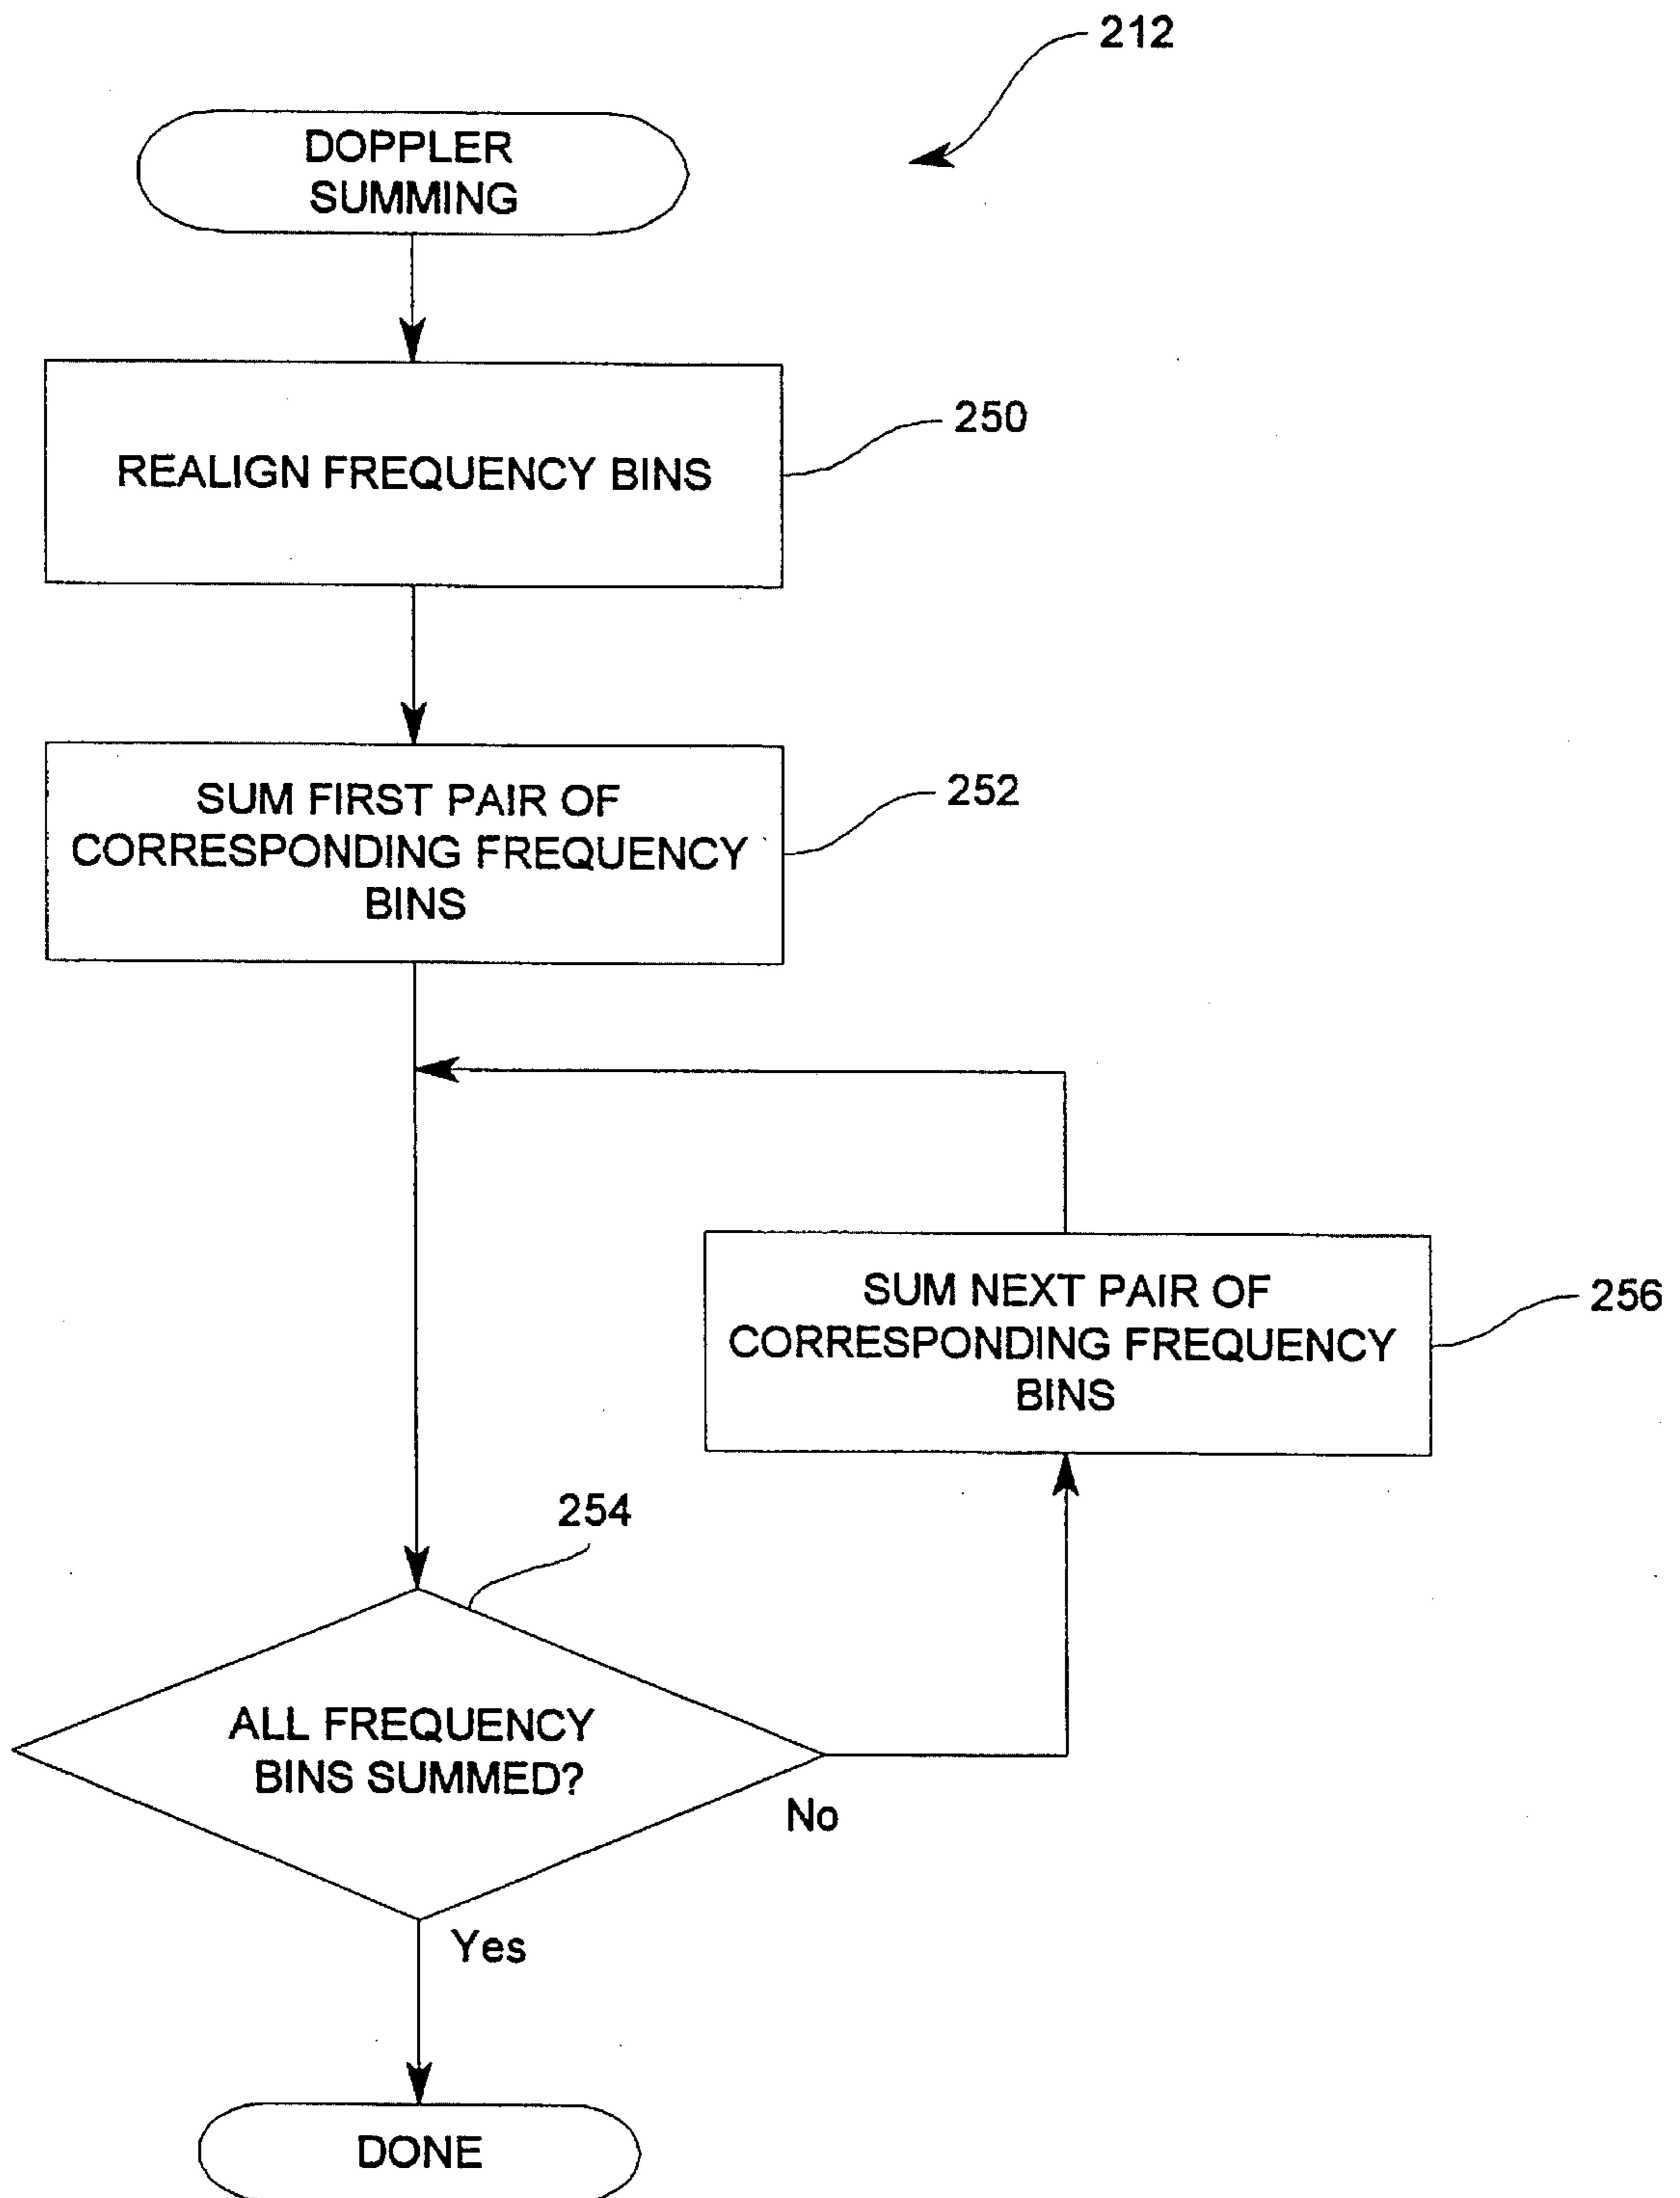 212
DOPPLER
SUMMING
250
REALIGN FREQUENCY BINS
252
SUM FIRST PAIR OF
CORRESPONDING FREQUENCY
BINS
SUM NEXT PAIR OF
CORRESPONDING FREQUENCY
BINS
256
254
ALL FREQUENCY
BINS SUMMED?
No
Yes
DONE